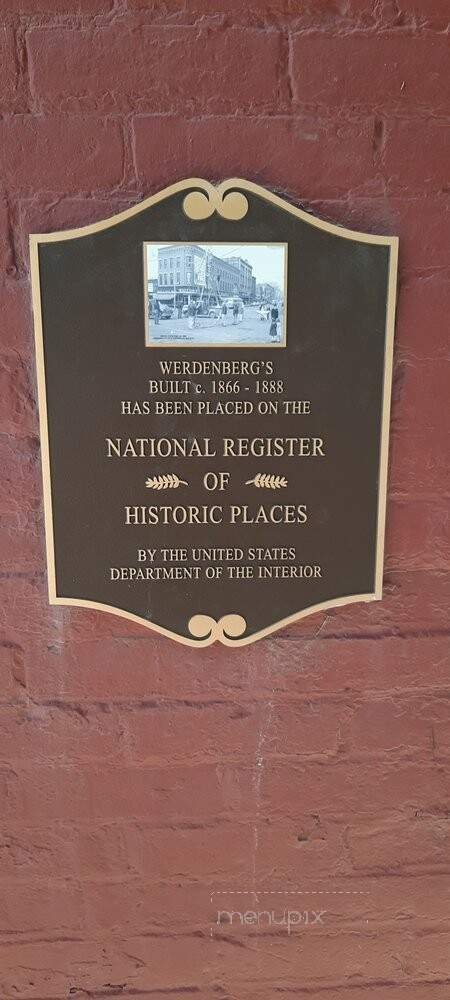 WERDENBERG'S
BUILT c. 1866 - 1888
HAS BEEN PLACED ON THE
NATIONAL REGISTER
OF
HISTORIC PLACES
BY THE UNITED STATES
DEPARTMENT OF THE INTERIOR
menupix